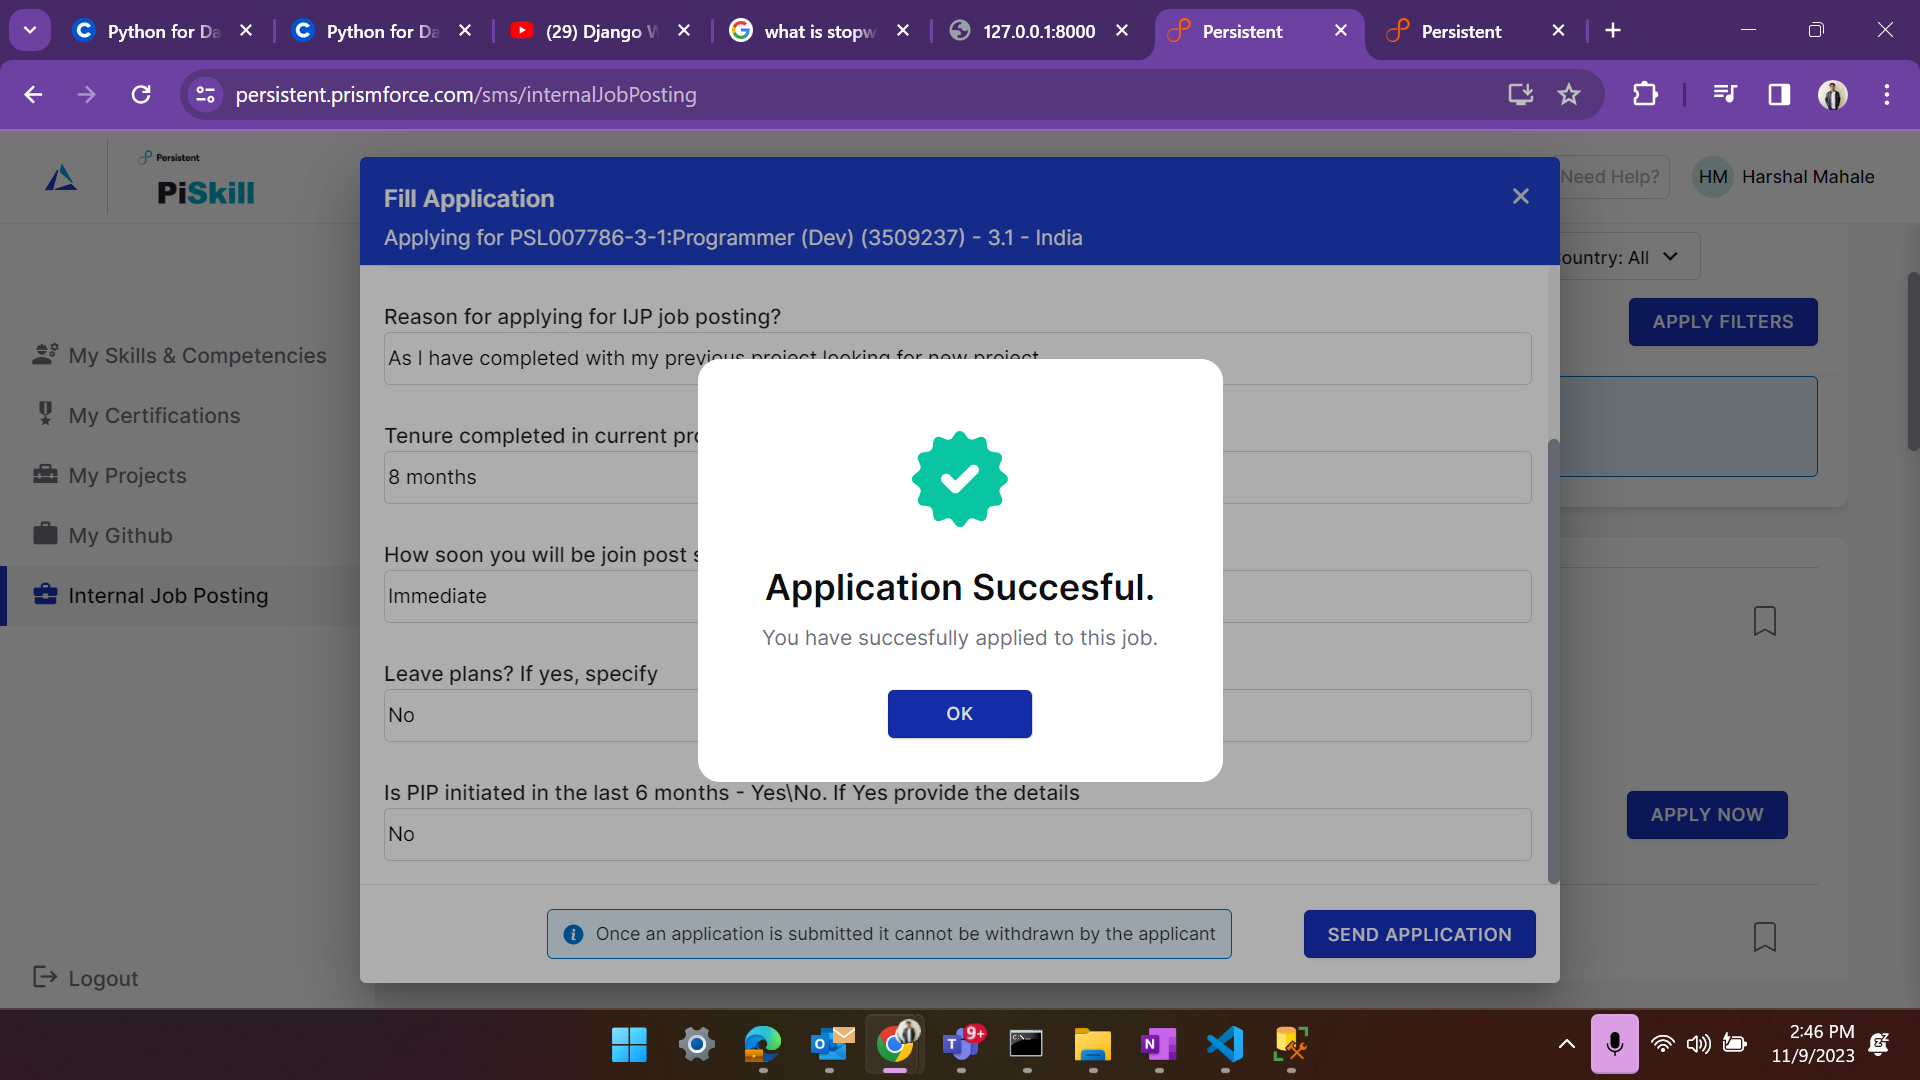 Python for Da
Python for Da
(29) Django W
what is stopw
127.0.0.1:8000
Persistent
Persistent
persistent.prismforce.com/sms/internalJobPosting
Persistent
PiSkill
Need Help?
HM
Harshal Mahale
Fill Application
Applying for PSL007786-3-1:Programmer (Dev) (3509237) - 3.1 - India
ountry: All
APPLY FILTERS
My Skills & Competencies
My Certifications
My Projects
My Github
Internal Job Posting
Logout
Reason for applying for IJP job posting?
As I have completed with my previous project looking for new project
Tenure completed in current pro
8 months
How soon you will be join post s
Immediate
Leave plans? If yes, specify
No
Is PIP initiated in the last 6 months - Yes\No. If Yes provide the details
No
Application Succesful.
You have succesfully applied to this job.
OK
APPLY NOW
Once an application is submitted it cannot be withdrawn by the applicant
SEND APPLICATION
9+
2:46 PM
11/9/2023